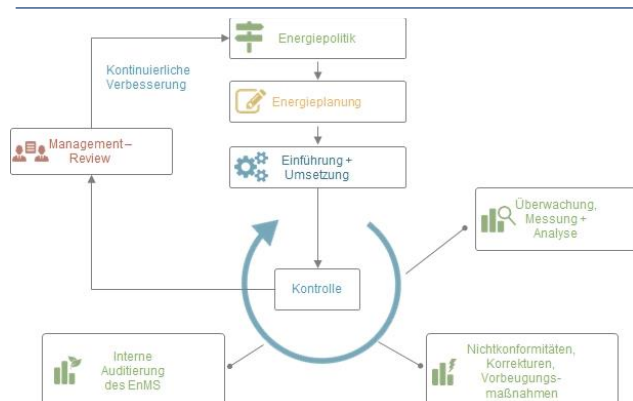 Energiepolitik
Kontinuierliche
Verbesserung
Energieplanung
Management –
Review
Einführung +
Umsetzung
Überwachung,
Messung +
Analyse
Kontrolle
Interne
Auditierung
des EnMS
Nichtkonformitäten,
Korrekturen,
Vorbeugungs-
maßnahmen